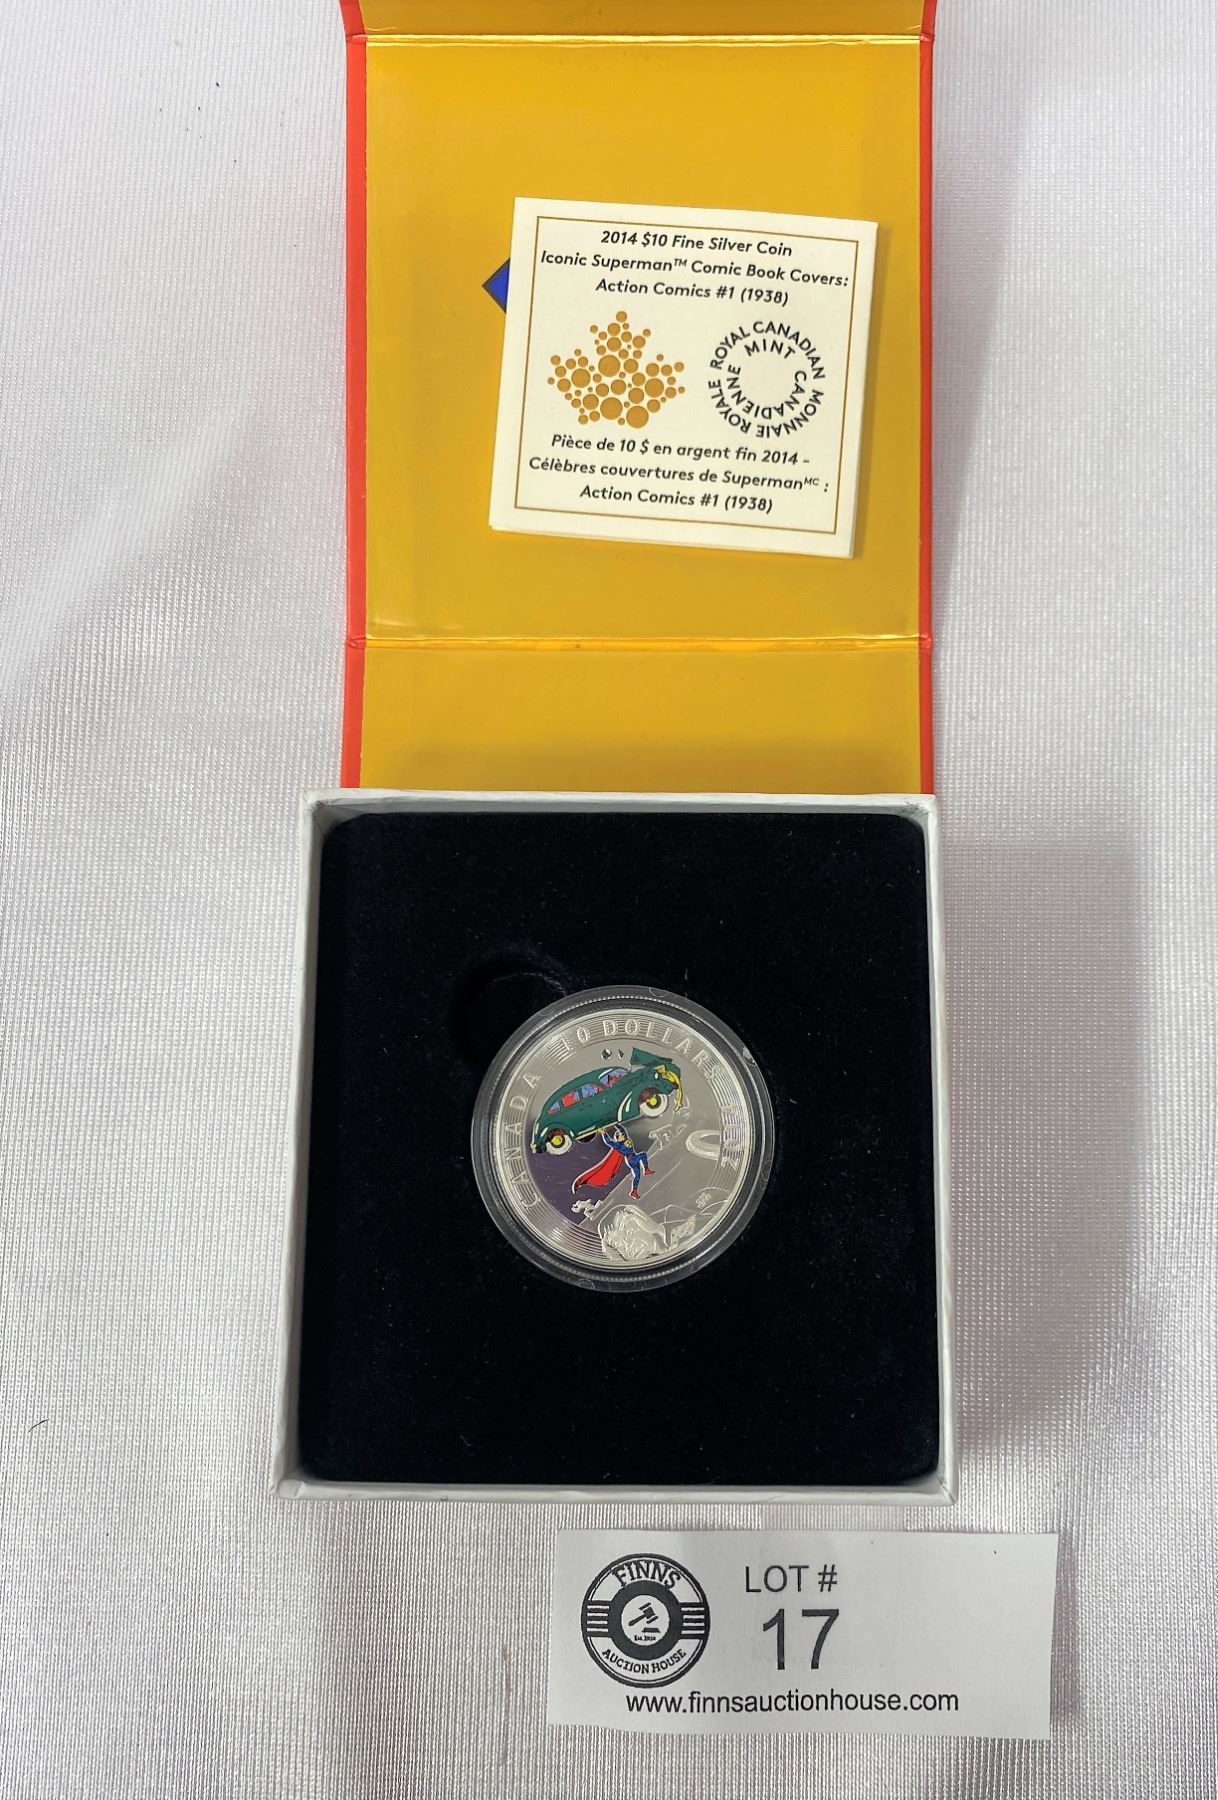 2014 $10 Fine Silver Coin
Iconic Superman™ Comic Book Covers:
Action Comics #1 (1938)
ROYAL CANADIAN MINT
MONNAIE ROYALE CANADIENNE
Pièce de 10 $ en argent fin 2014 –
Célèbres couvertures de Superman ᴹᶜ :
Action Comics #1 (1938)
CANADA 10 DOLLARS
FINNS
AUCTION HOUSE
LOT #
17
www.finnsauctionhouse.com